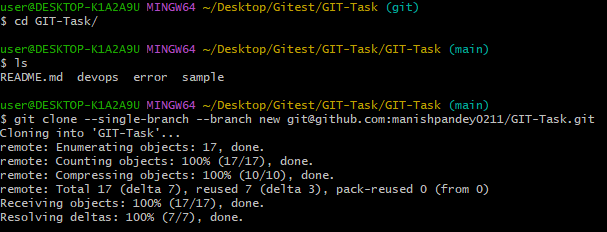 user@DESKTOP-K1A2A9U MINGW64 ~/Desktop/Gitest/GIT-Task (git)
$ cd GIT-Task/
user@DESKTOP-K1A2A9U MINGW64 ~/Desktop/Gitest/GIT-Task/GIT-Task (main)
$ ls
README.md  devops  error  sample
user@DESKTOP-K1A2A9U MINGW64 ~/Desktop/Gitest/GIT-Task/GIT-Task (main)
$ git clone --single-branch --branch new git@github.com:manishpandey0211/GIT-Task.git
Cloning into 'GIT-Task'...
remote: Enumerating objects: 17, done.
remote: Counting objects: 100% (17/17), done.
remote: Compressing objects: 100% (10/10), done.
remote: Total 17 (delta 7), reused 7 (delta 3), pack-reused 0 (from 0)
Receiving objects: 100% (17/17), done.
Resolving deltas: 100% (7/7), done.